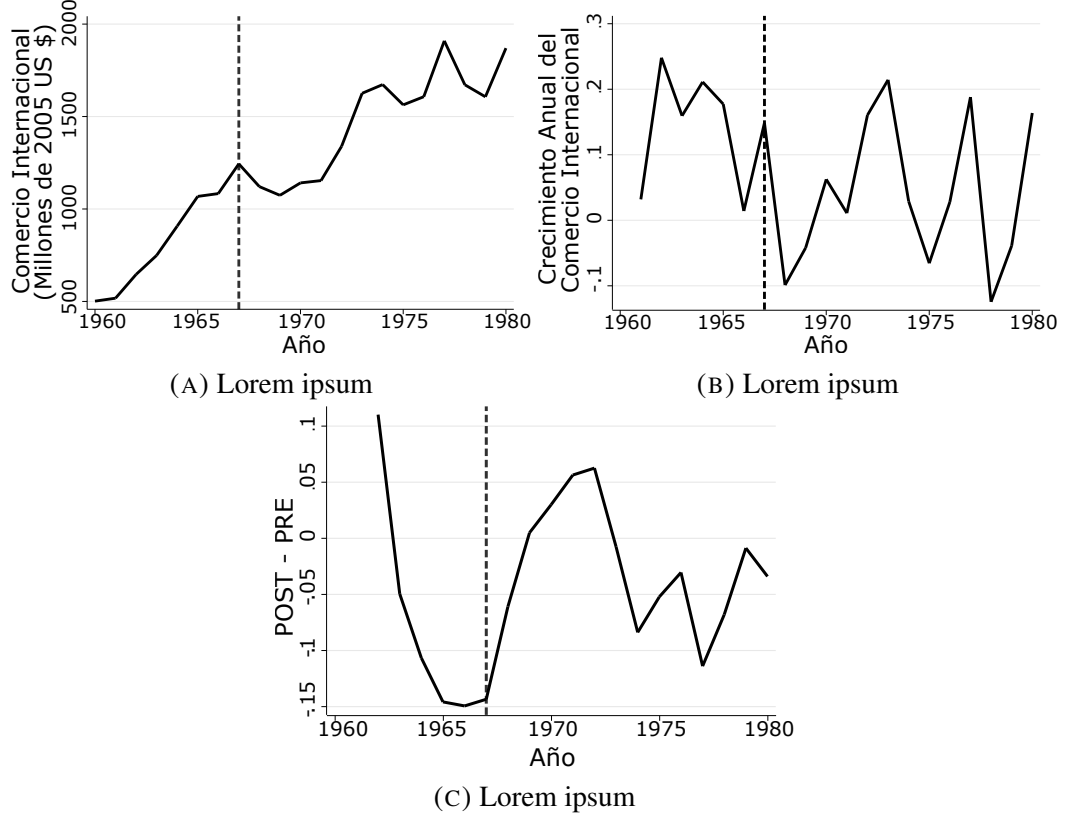 Comercio Internacional
(Millones de 2005 US $)
2000
1500
1000
500
1960 1965 1970 1975 1980
Año
(A) Lorem ipsum
Crecimiento Anual del
Comercio Internacional
.3
.2
.1
0
-.1
1960 1965 1970 1975 1980
Año
(B) Lorem ipsum
POST - PRE
.1
.05
0
-.05
-.1
-.15
1960 1965 1970 1975 1980
Año
(C) Lorem ipsum